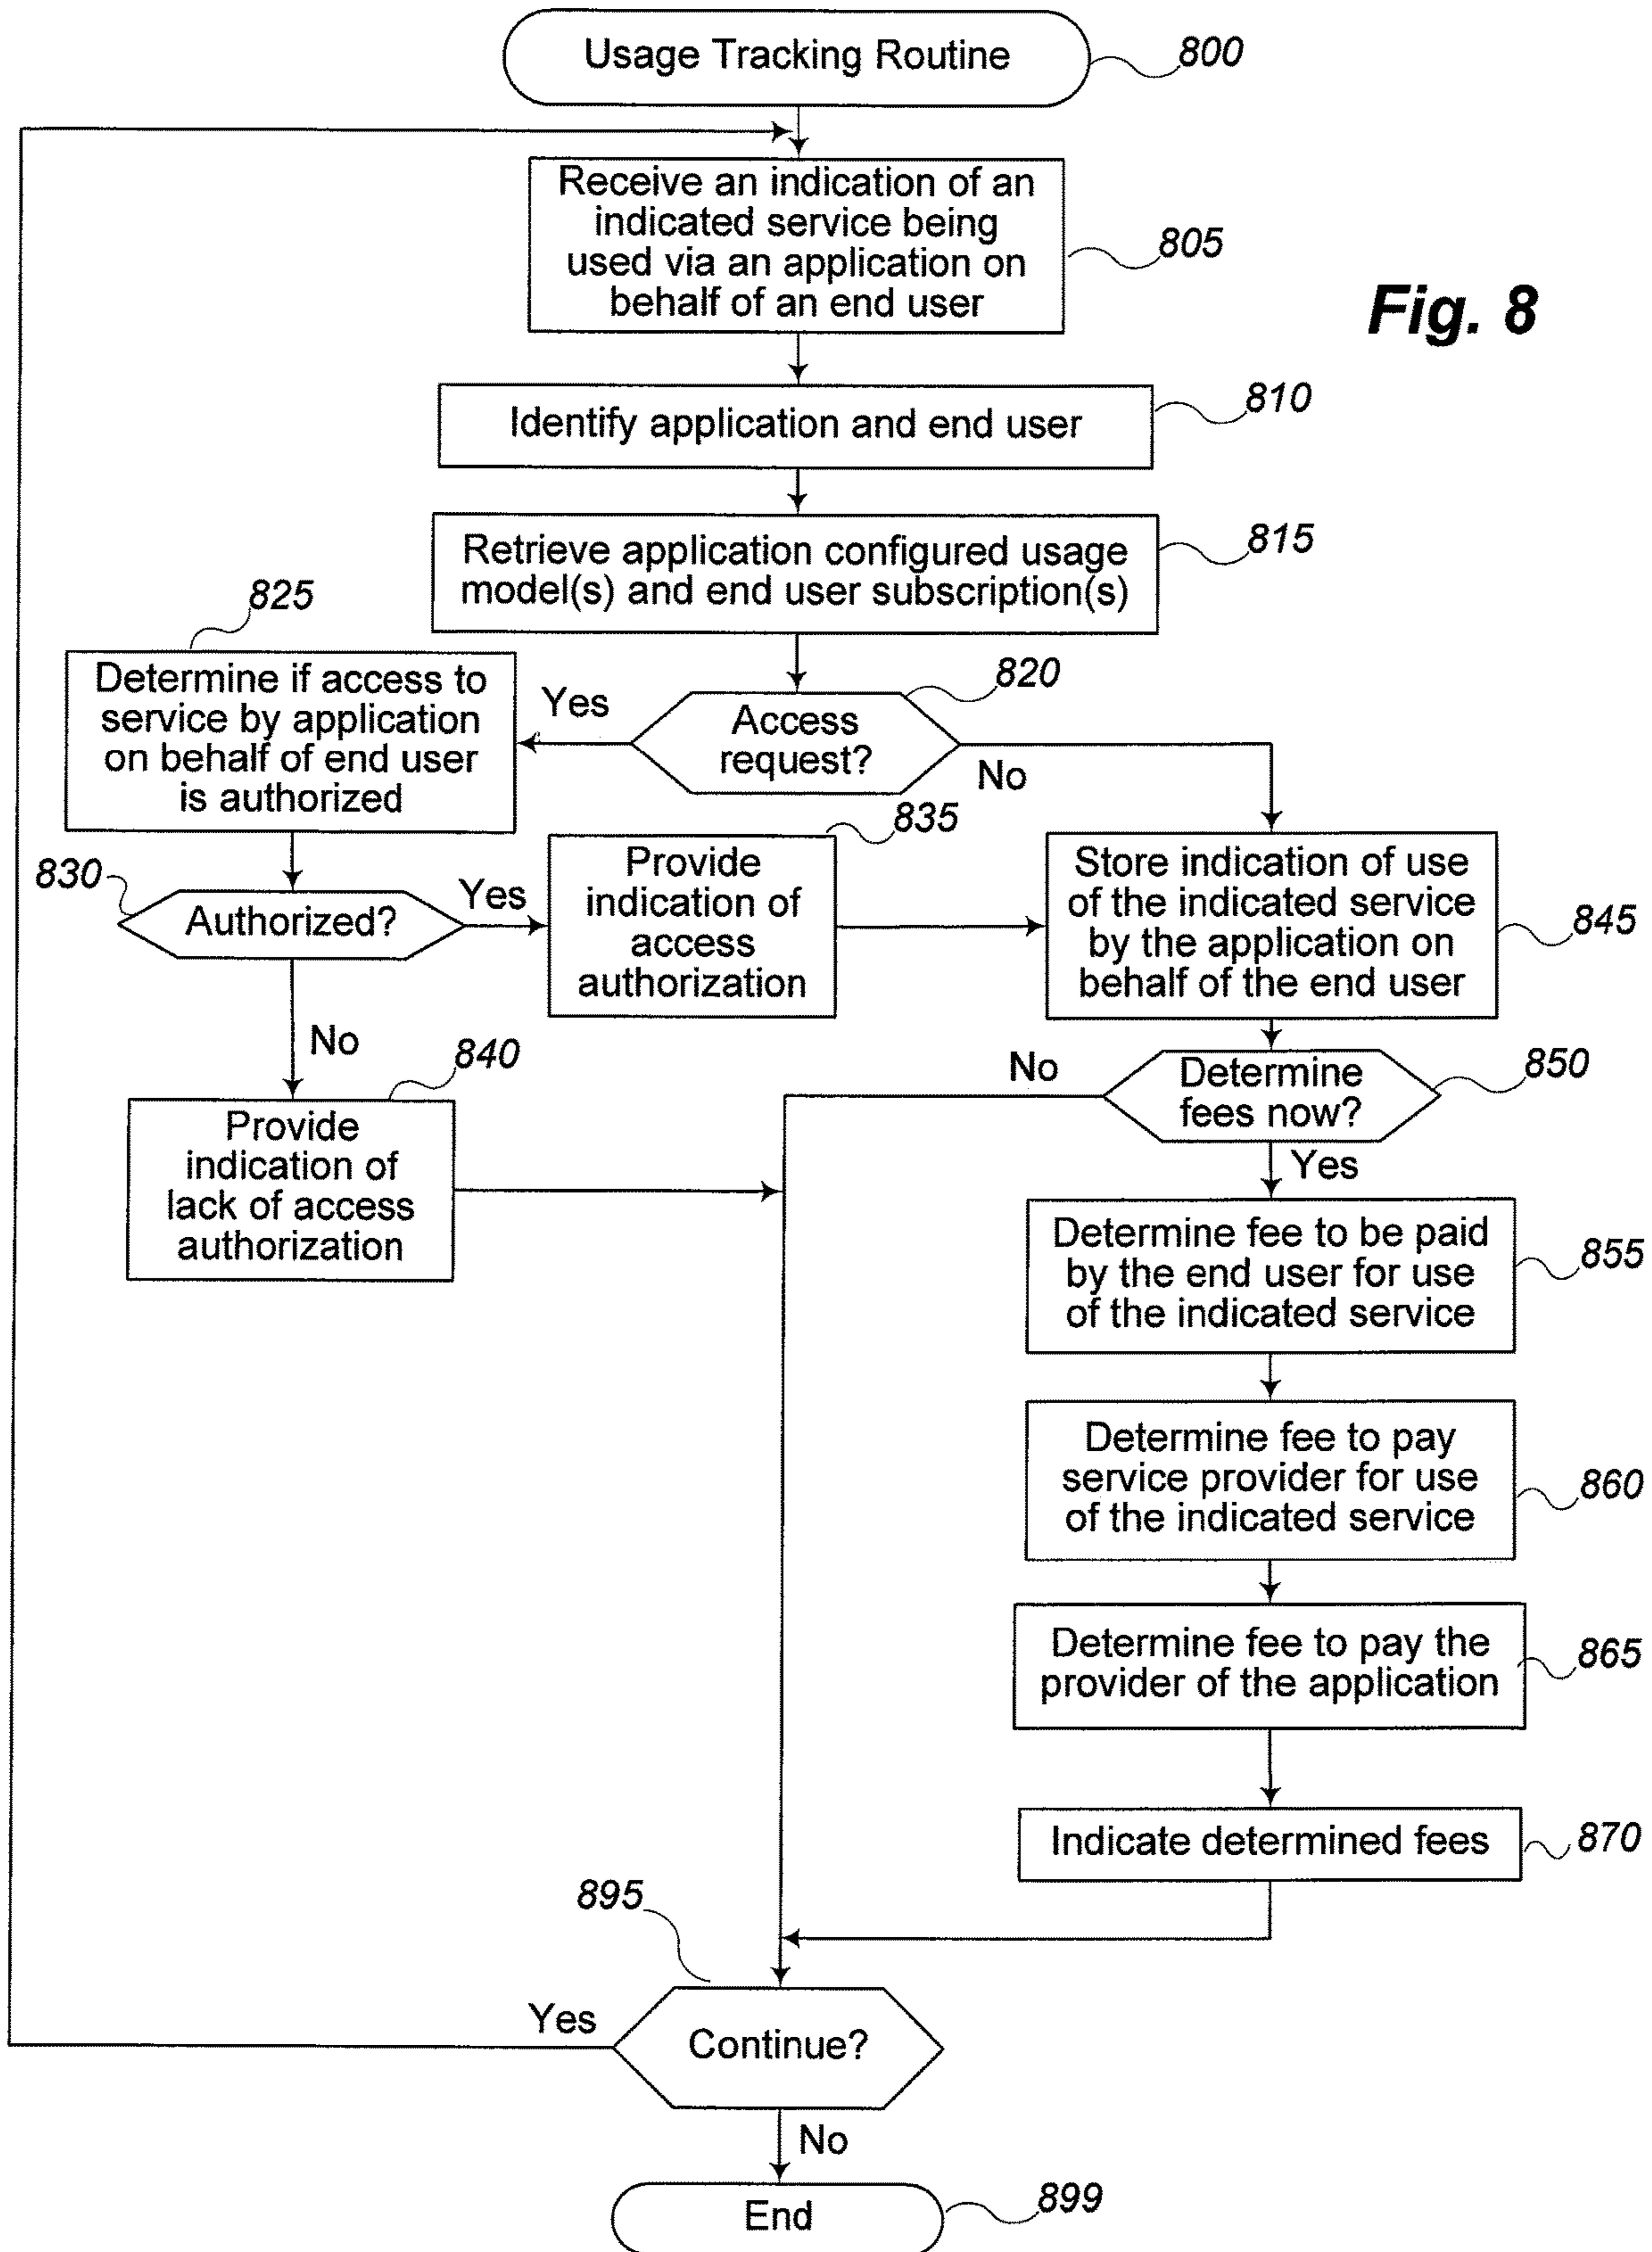 Usage Tracking Routine
800
Receive an indication of an
indicated service being
used via an application on
behalf of an end user
805
Fig. 8
Identify application and end user
810
Retrieve application configured usage
model(s) and end user subscription(s)
815
825
Determine if access to
service by application
on behalf of end user
is authorized
Yes
Access
request?
820
No
830
Authorized?
Yes
835
Provide
indication of
access
authorization
Store indication of use
of the indicated service
by the application on
behalf of the end user
845
No
840
Provide
indication of
lack of access
authorization
No
Determine
fees now?
850
Yes
Determine fee to be paid
by the end user for use
of the indicated service
855
Determine fee to pay
service provider for use
of the indicated service
860
Determine fee to pay the
provider of the application
865
Indicate determined fees
870
895
Yes
Continue?
No
End
899